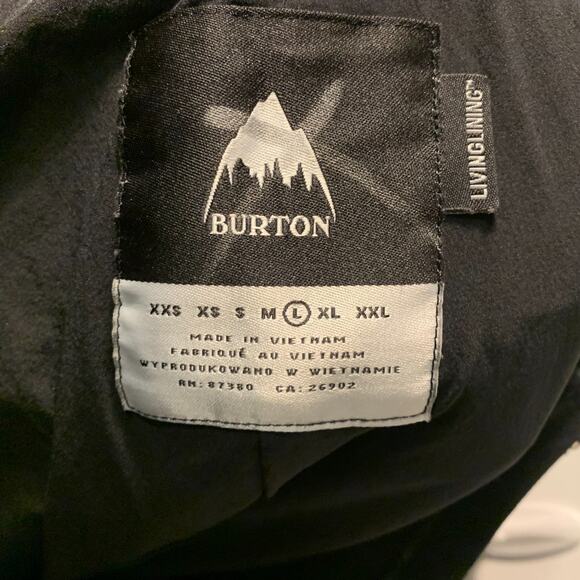 BURTON
LIVINGLINING™
XXS XS S M L XL XXL
MADE IN VIETNAM
FABRIQUÉ AU VIETNAM
WYPRODUKOWANO W WIETNAMIE
RN: 87380 CA: 26902